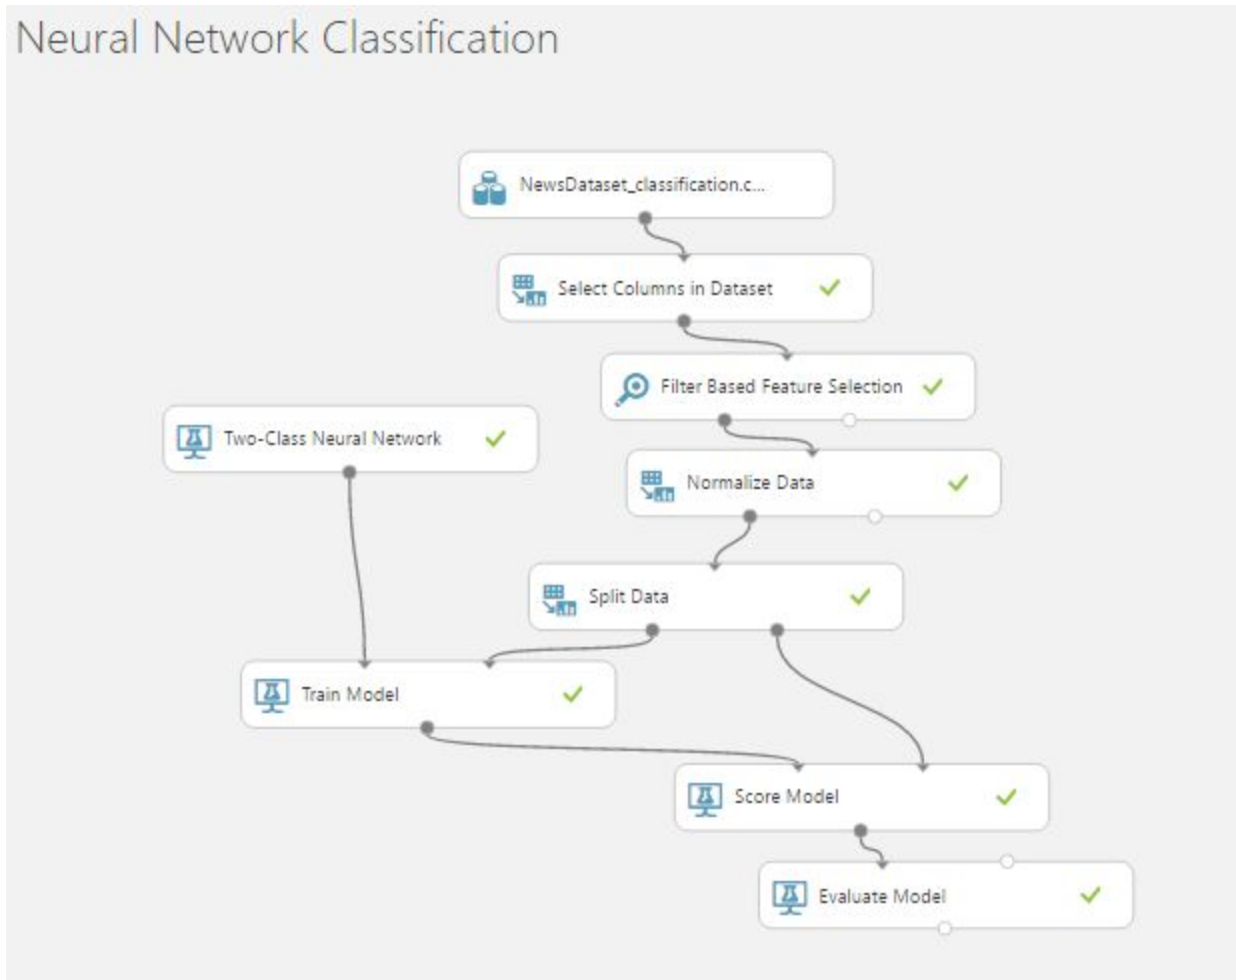 Neural Network Classification
NewsDataset_classification.c...
Select Columns in Dataset
Filter Based Feature Selection
Two-Class Neural Network
Normalize Data
Split Data
Train Model
Score Model
Evaluate Model